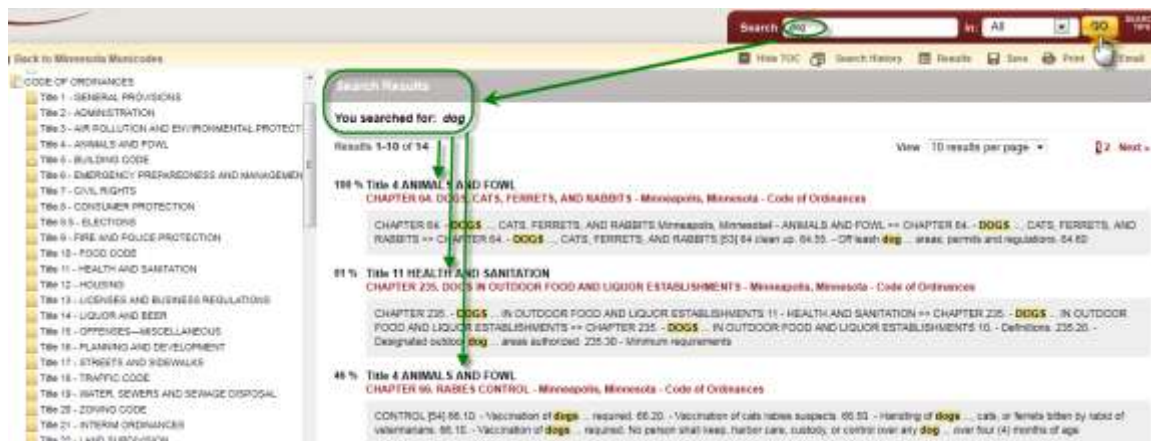 Search dog in: All GO SEARCH TIPS
Back to Minnesota Municodes
Hide TOC Search History Results Save Print Email
CODE OF ORDINANCES
Title 1 - GENERAL PROVISIONS
Title 2 - ADMINISTRATION
Title 3 - AIR POLLUTION AND ENVIRONMENTAL PROTECT
Title 4 - ANIMALS AND FOWL
Title 5 - BUILDING CODE
Title 6 - EMERGENCY PREPAREDNESS AND MANAGEMEN
Title 7 - CIVIL RIGHTS
Title 8 - CONSUMER PROTECTION
Title 8.5 - ELECTIONS
Title 9 - FIRE AND POLICE PROTECTION
Title 10 - FOOD CODE
Title 11 - HEALTH AND SANITATION
Title 12 - HOUSING
Title 13 - LICENSES AND BUSINESS REGULATIONS
Title 14 - LIQUOR AND BEER
Title 15 - OFFENSES—MISCELLANEOUS
Title 16 - PLANNING AND DEVELOPMENT
Title 17 - STREETS AND SIDEWALKS
Title 18 - TRAFFIC CODE
Title 19 - WATER, SEWERS AND SEWAGE DISPOSAL
Title 20 - ZONING CODE
Title 21 - INTERIM ORDINANCES
Title 22 - LAND SUBDIVISION
Search Results
You searched for: dog
Results 1-10 of 14 View 10 results per page 1 2 Next »
100 % Title 4 ANIMALS AND FOWL
CHAPTER 64. DOGS, CATS, FERRETS, AND RABBITS - Minneapolis, Minnesota - Code of Ordinances
CHAPTER 64. - DOGS ... CATS, FERRETS, AND RABBITS Minneapolis, Minnesota4 - ANIMALS AND FOWL >> CHAPTER 64. - DOGS ..., CATS, FERRETS, AND
RABBITS >> CHAPTER 64. - DOGS ..., CATS, FERRETS, AND RABBITS [53] 64 clean up. 64.55. - Off leash dog ... areas; permits and regulations. 64.60
81 % Title 11 HEALTH AND SANITATION
CHAPTER 235. DOGS IN OUTDOOR FOOD AND LIQUOR ESTABLISHMENTS - Minneapolis, Minnesota - Code of Ordinances
CHAPTER 235. - DOGS ... IN OUTDOOR FOOD AND LIQUOR ESTABLISHMENTS 11 - HEALTH AND SANITATION >> CHAPTER 235. - DOGS ... IN OUTDOOR
FOOD AND LIQUOR ESTABLISHMENTS >> CHAPTER 235. - DOGS ... IN OUTDOOR FOOD AND LIQUOR ESTABLISHMENTS 10. - Definitions. 235.20. -
Designated outdoor dog ... areas authorized. 235.30 - Minimum requirements
46 % Title 4 ANIMALS AND FOWL
CHAPTER 66. RABIES CONTROL - Minneapolis, Minnesota - Code of Ordinances
CONTROL [54] 66.10. - Vaccination of dogs ... required. 66.20. - Vaccination of cats rabies suspects. 66.50. - Handling of dogs ..., cats, or ferrets bitten by rabid of
veterinarians. 66.10. - Vaccination of dogs ... required. No person shall keep, harbor care, custody, or control over any dog ... over four (4) months of age